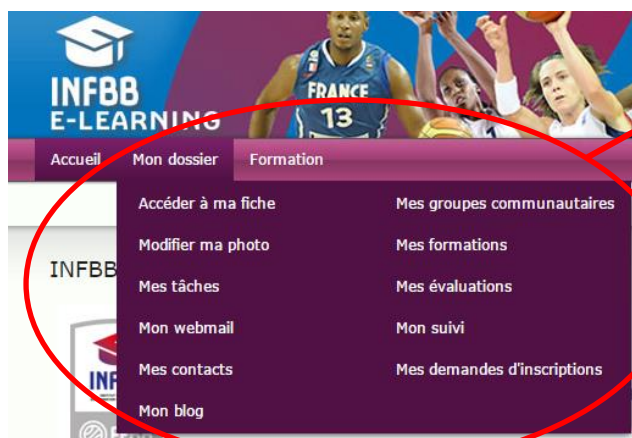 INFBB
E-LEARNING
FRANCE
13
Accueil Mon dossier Formation
Accéder à ma fiche Mes groupes communautaires
Modifier ma photo Mes formations
INFBB
Mes tâches Mes évaluations
Mon webmail Mon suivi
Mes contacts Mes demandes d'inscriptions
Mon blog